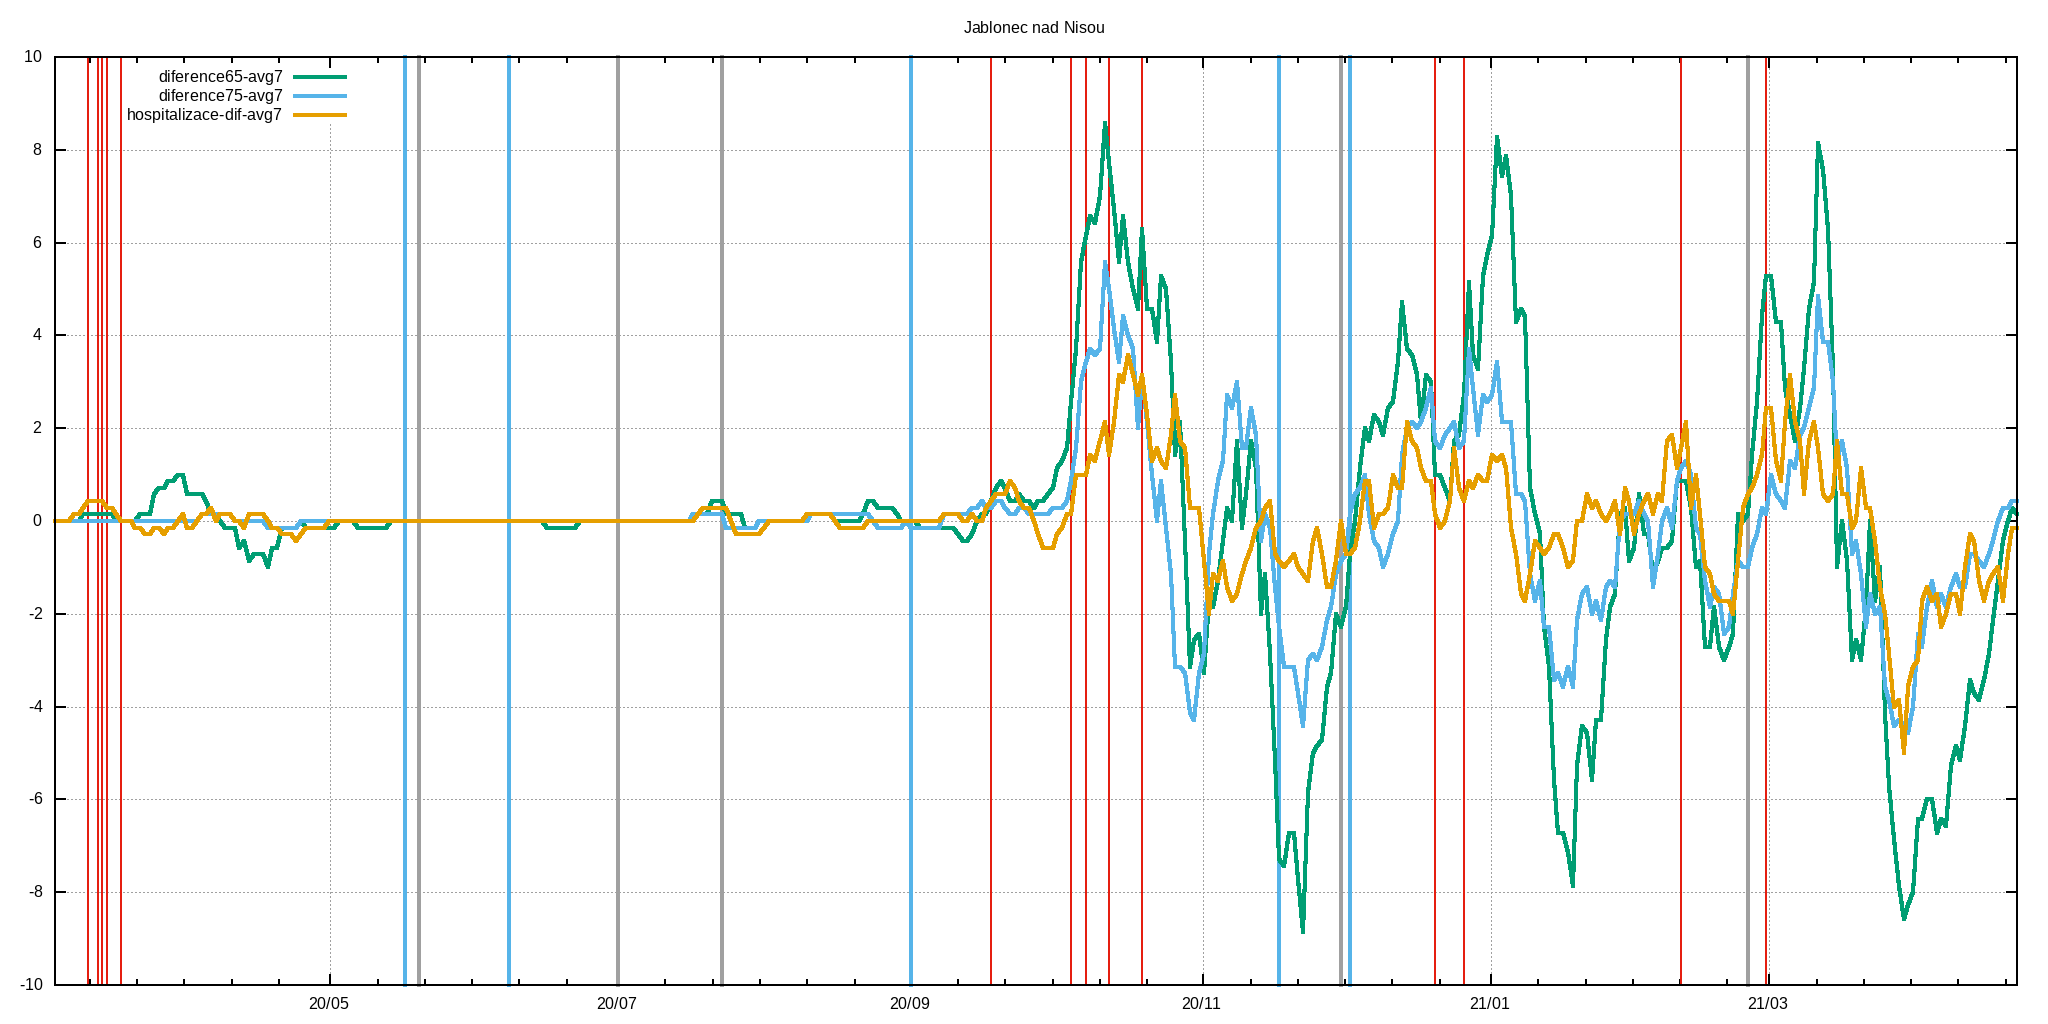 Jablonec nad Nisou
diference65-avg7
diference75-avg7
hospitalizace-dif-avg7
10
8
6
4
2
0
-2
-4
-6
-8
-10
20/05 20/07 20/09 20/11 21/01 21/03